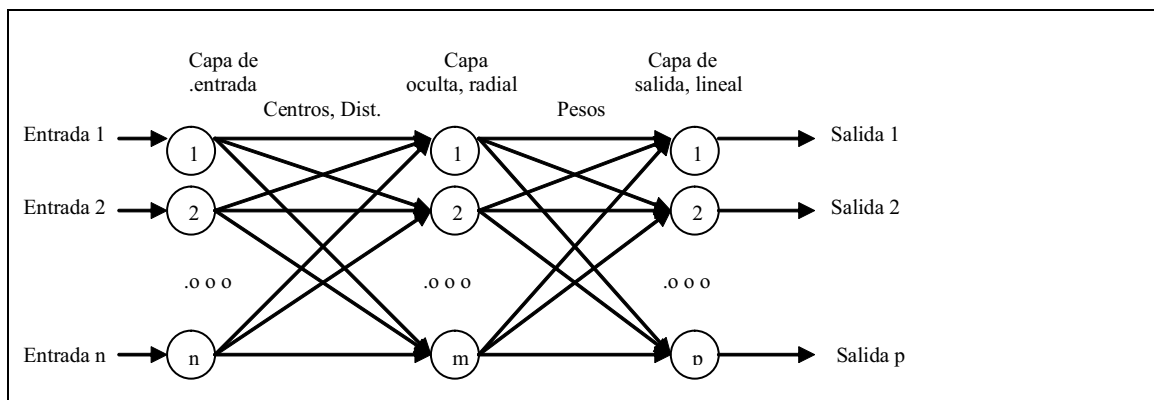 Capa de
.entrada
Capa
oculta, radial
Capa de
salida, lineal
Centros, Dist.
Pesos
Entrada 1
1
1
1
Salida 1
Entrada 2
2
2
2
Salida 2
.o o o
.o o o
.o o o
Entrada n
n
m
p
Salida p